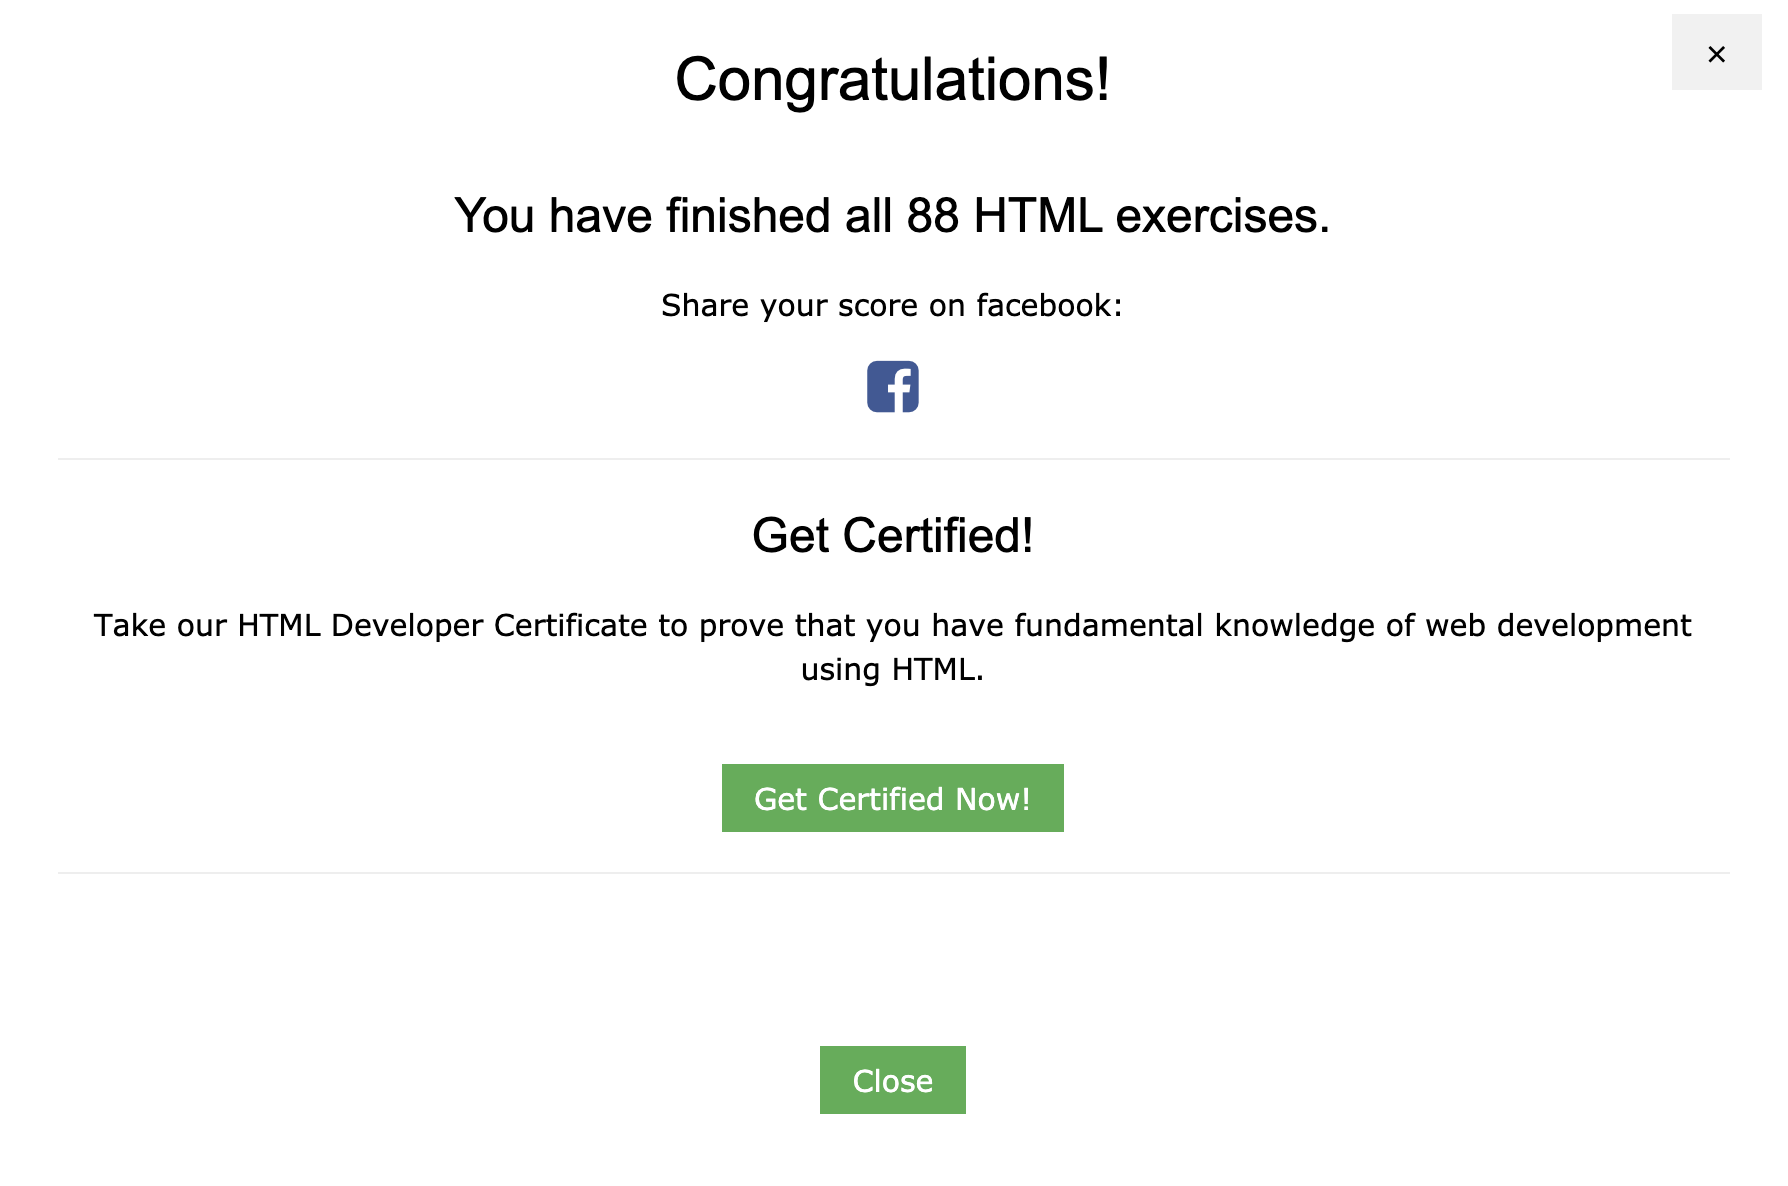 ×
Congratulations!
You have finished all 88 HTML exercises.
Share your score on facebook:
Get Certified!
Take our HTML Developer Certificate to prove that you have fundamental knowledge of web development
using HTML.
Get Certified Now!
Close